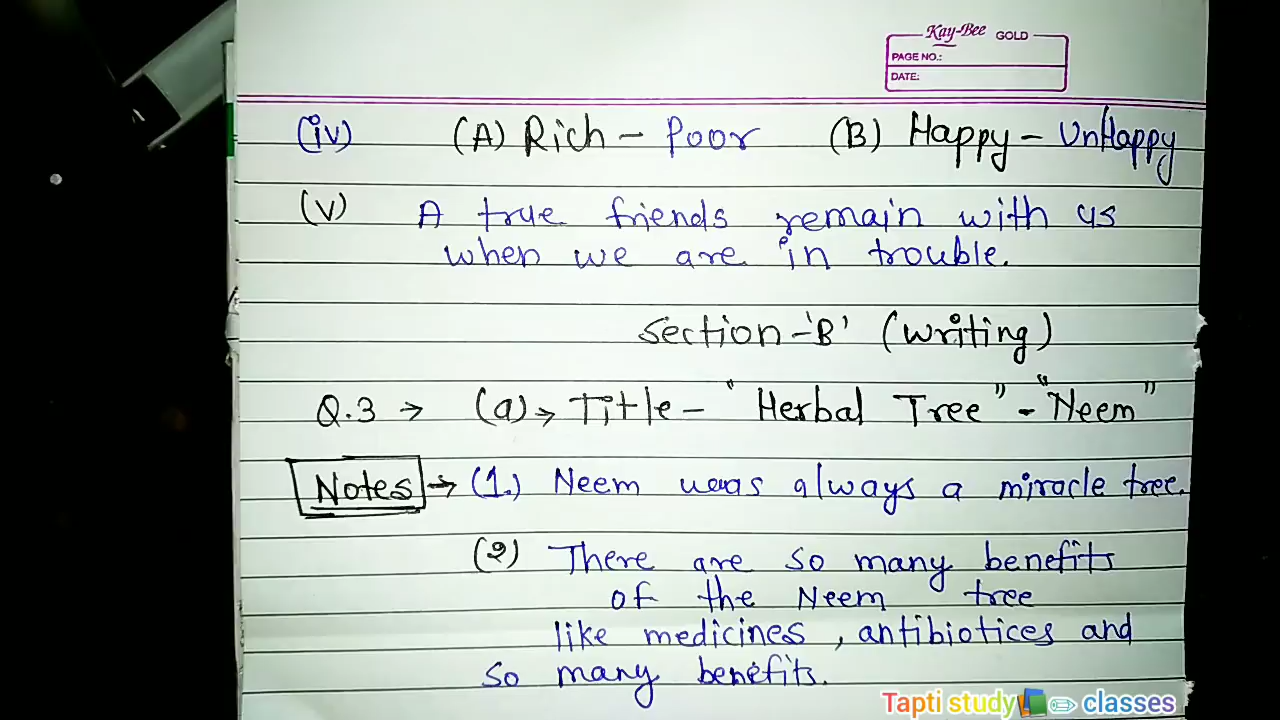 Kay-Bee GOLD
PAGE NO.:
DATE:
(iv) (A) Rich - Poor (B) Happy - UnHappy
(v) A true friends remain with us
when we are in trouble.
Section-'B' (Writing)
Q.3 → (a) → Title - "Herbal Tree" - "Neem"
Notes → (1.) Neem was always a miracle tree.
(2) There are so many benefits
of the Neem tree
like medicines, antibiotices and
so many benefits.
Tapti study classes